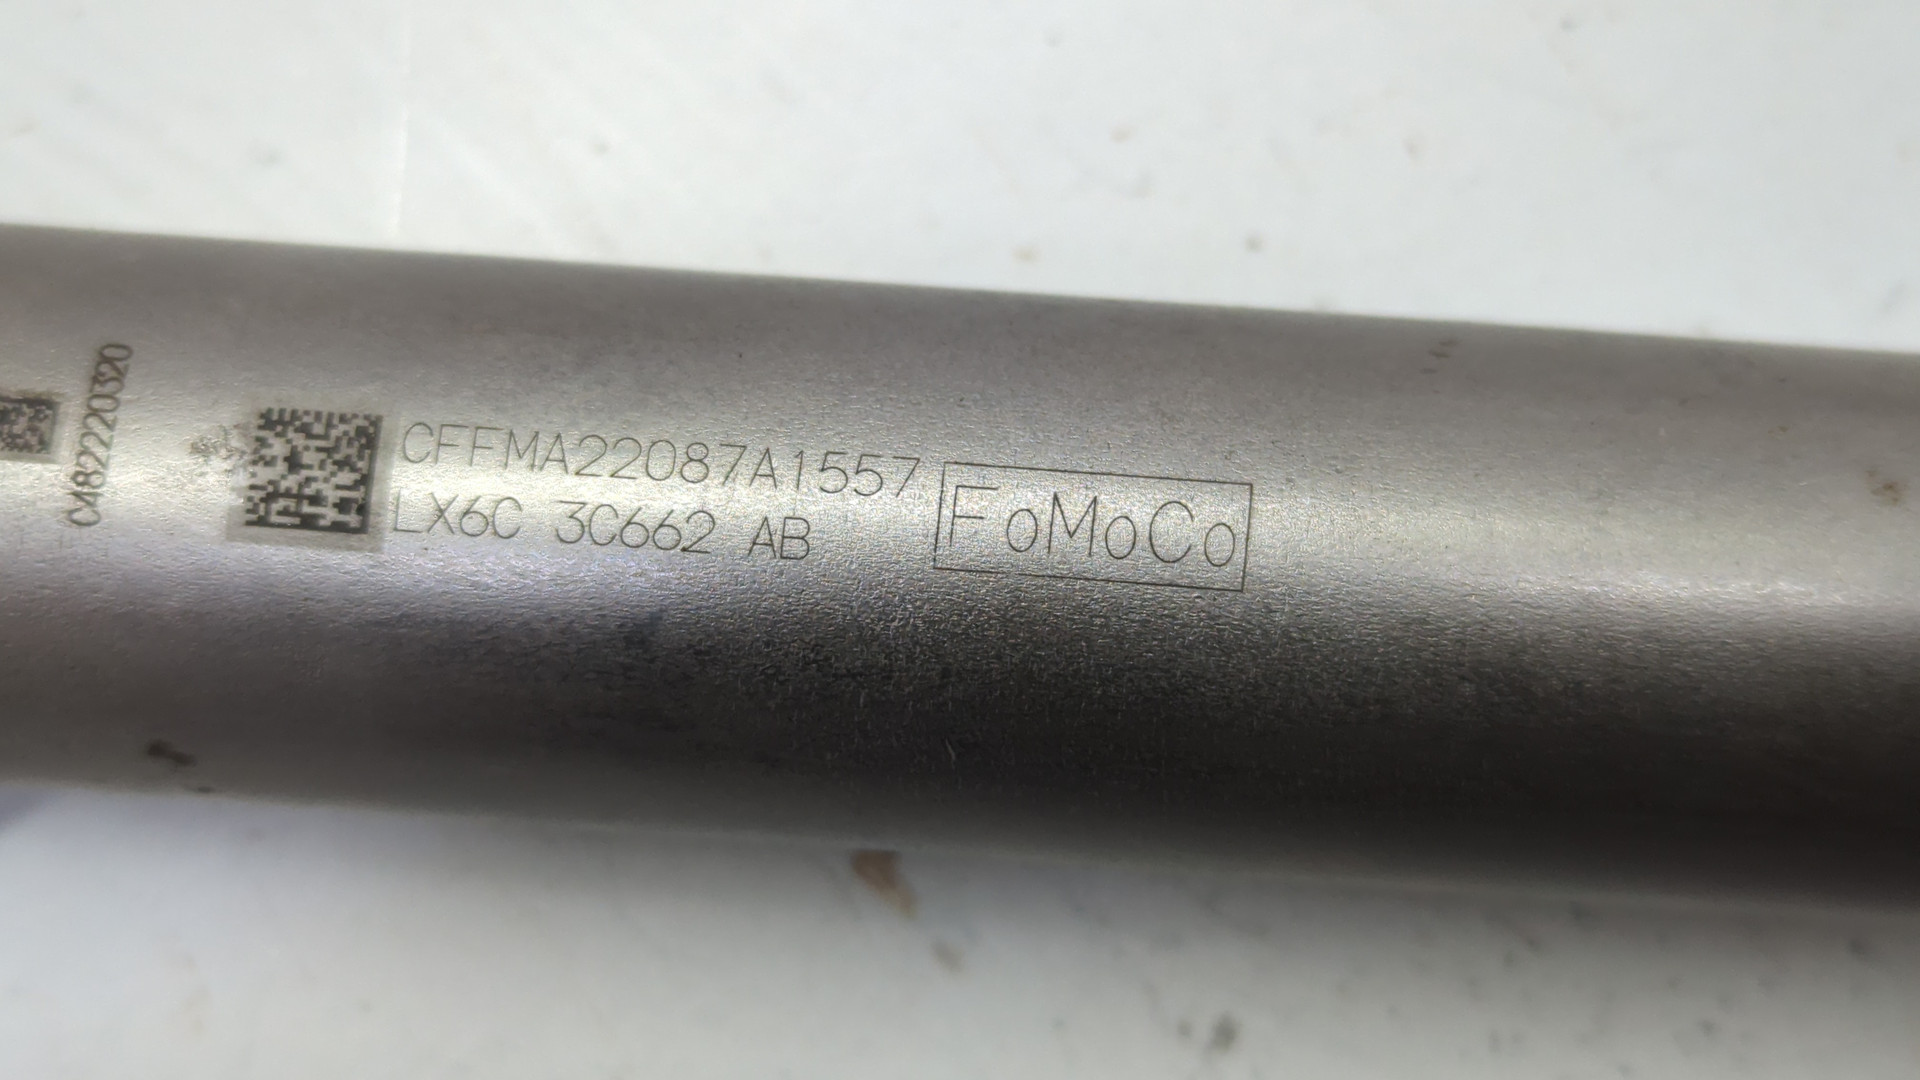 C4822220320
CFFMA22087A1557
LX6C 3C662 AB
FoMoCo